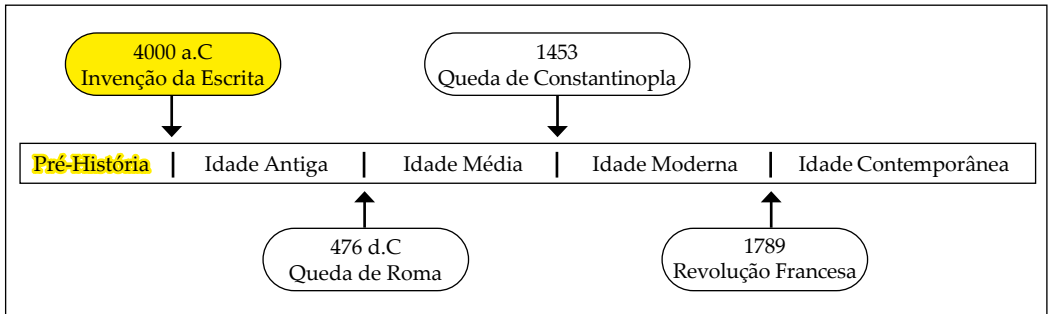 4000 a.C
Invenção da Escrita
1453
Queda de Constantinopla
Pré-História | Idade Antiga | Idade Média | Idade Moderna | Idade Contemporânea
476 d.C
Queda de Roma
1789
Revolução Francesa